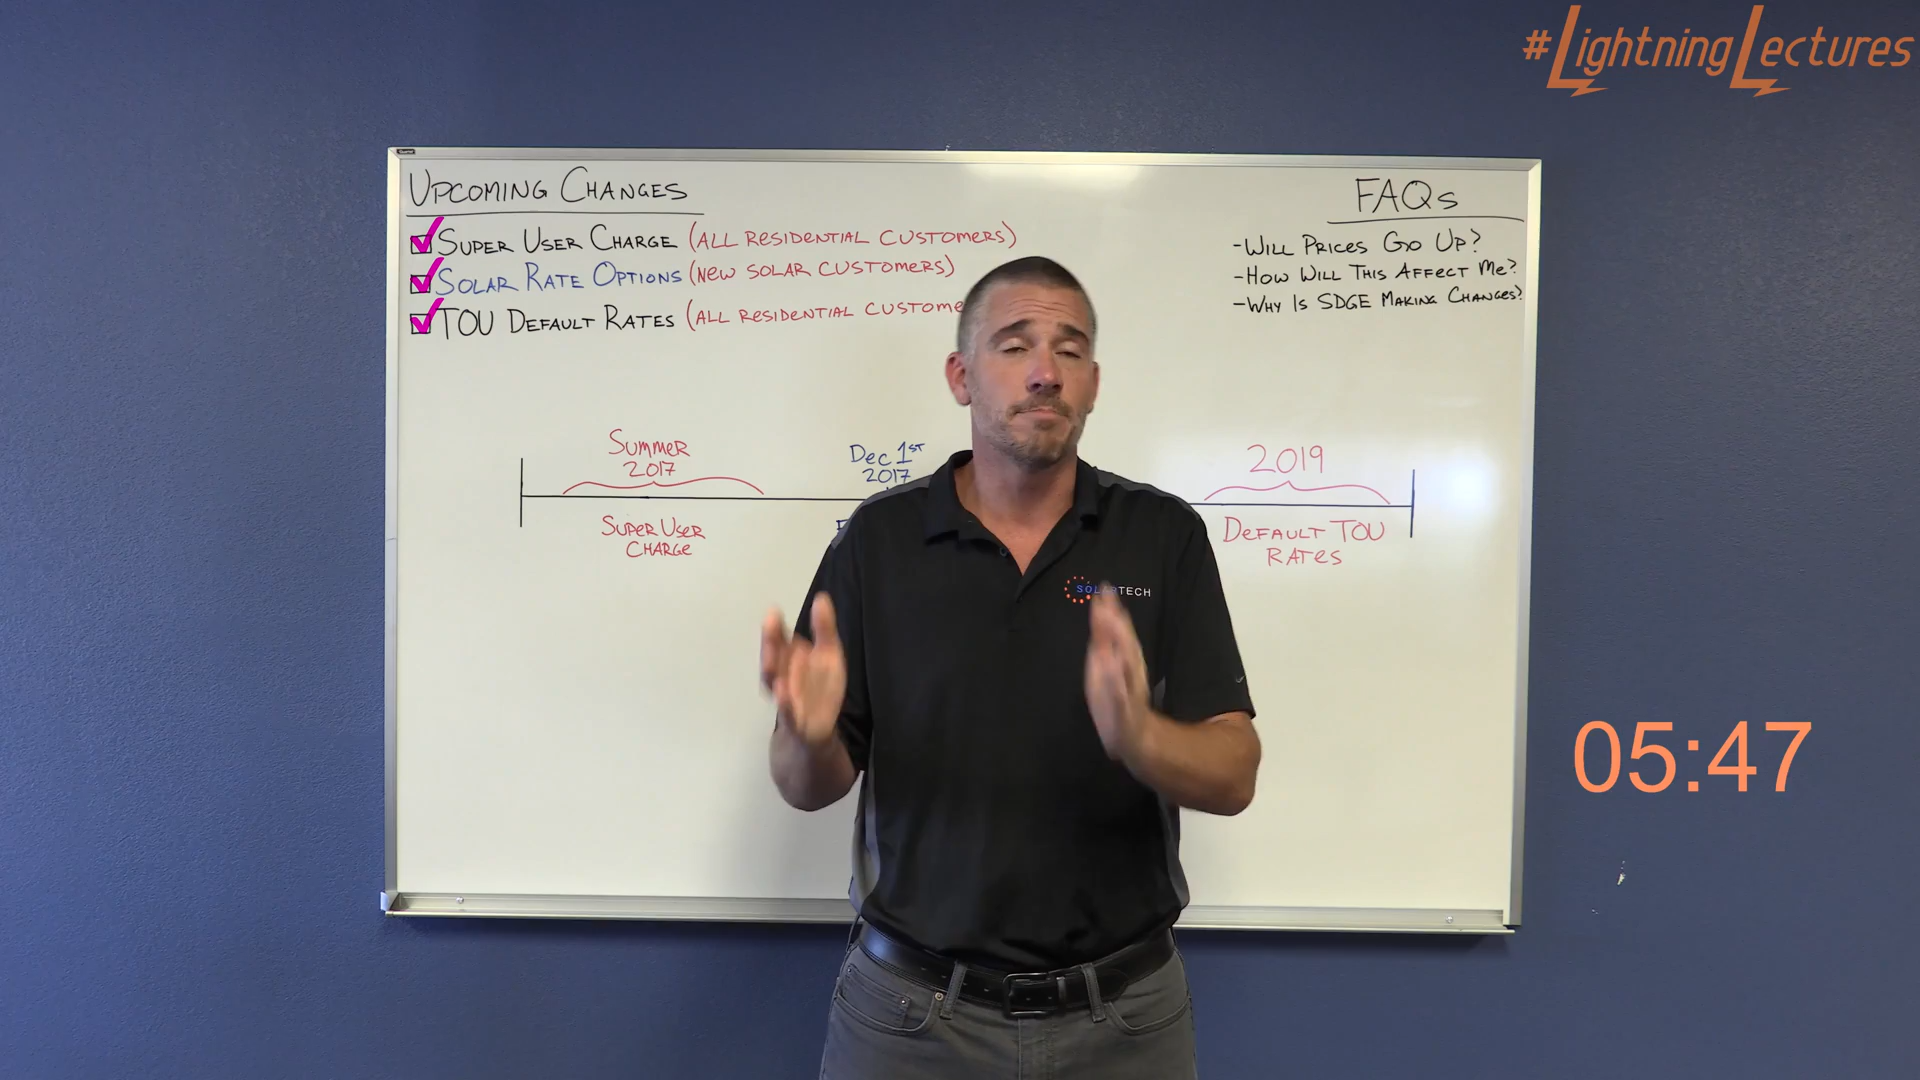 #LightningLectures
UPCOMING CHANGES
SUPER USER CHARGE (ALL RESIDENTIAL CUSTOMERS)
SOLAR RATE OPTIONS (NEW SOLAR CUSTOMERS)
TOU DEFAULT RATES (ALL RESIDENTIAL CUSTOME
FAQs
-WILL PRICES GO UP?
-HOW WILL THIS AFFECT ME?
-WHY IS SDGE MAKING CHANGES?
SUMMER
2017
SUPER USER
CHARGE
Dec 1ST
2017
2019
DEFAULT TOU
RATES
SOLARTECH
05:47